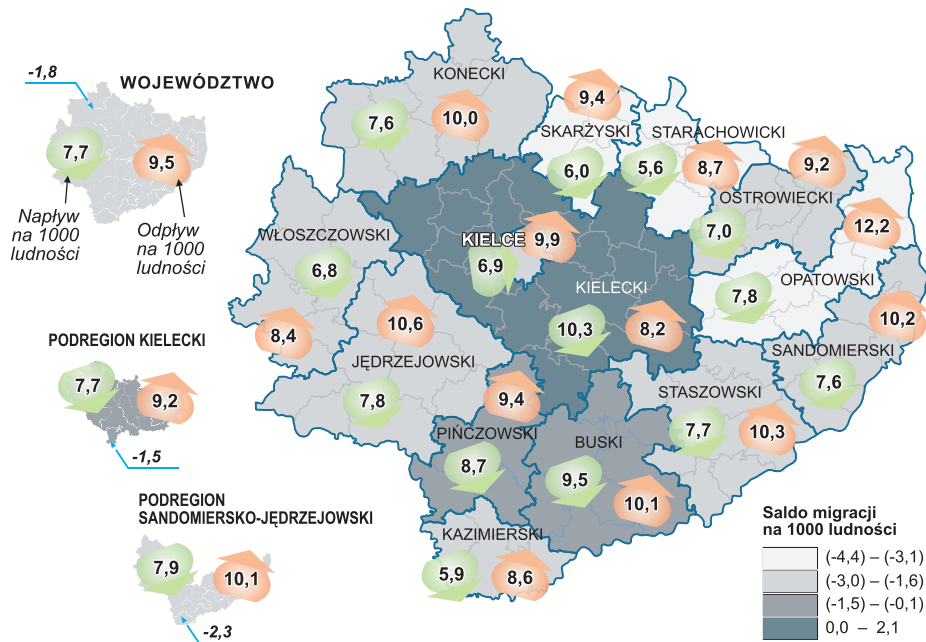 -1,8
WOJEWÓDZTWO
7,7
9,5
Napływ
na 1000
ludności
Odpływ
na 1000
ludności
PODREGION KIELECKI
7,7
9,2
-1,5
PODREGION
SANDOMIERSKO-JĘDRZEJOWSKI
7,9
10,1
-2,3
KONECKI
7,6
10,0
9,4
SKARŻYSKI
6,0
STARACHOWICKI
5,6
8,7
9,2
OSTROWIECKI
7,0
12,2
OPATOWSKI
7,8
WŁOSZCZOWSKI
6,8
8,4
KIELCE
9,9
6,9
KIELECKI
10,3
8,2
10,6
JĘDRZEJOWSKI
7,8
10,2
SANDOMIERSKI
7,6
STASZOWSKI
7,7
10,3
9,4
PIŃCZOWSKI
8,7
BUSKI
9,5
10,1
KAZIMIERSKI
5,9
8,6
Saldo migracji
na 1000 ludności
(-4,4) – (-3,1)
(-3,0) – (-1,6)
(-1,5) – (-0,1)
0,0 – 2,1